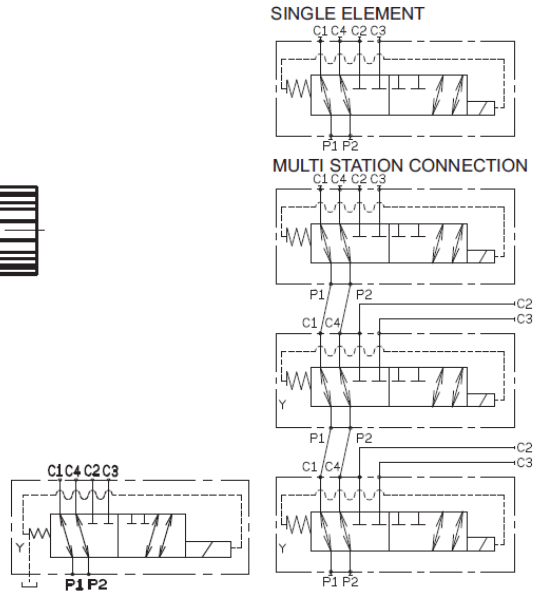 SINGLE ELEMENT
C1 C4 C2 C3
P1 P2
MULTI STATION CONNECTION
C1 C4 C2 C3
P1 P2
C2
C3
C1 C4
Y
P1 P2
C2
C3
C1 C4
Y
P1 P2
C1 C4 C2 C3
Y
P1 P2